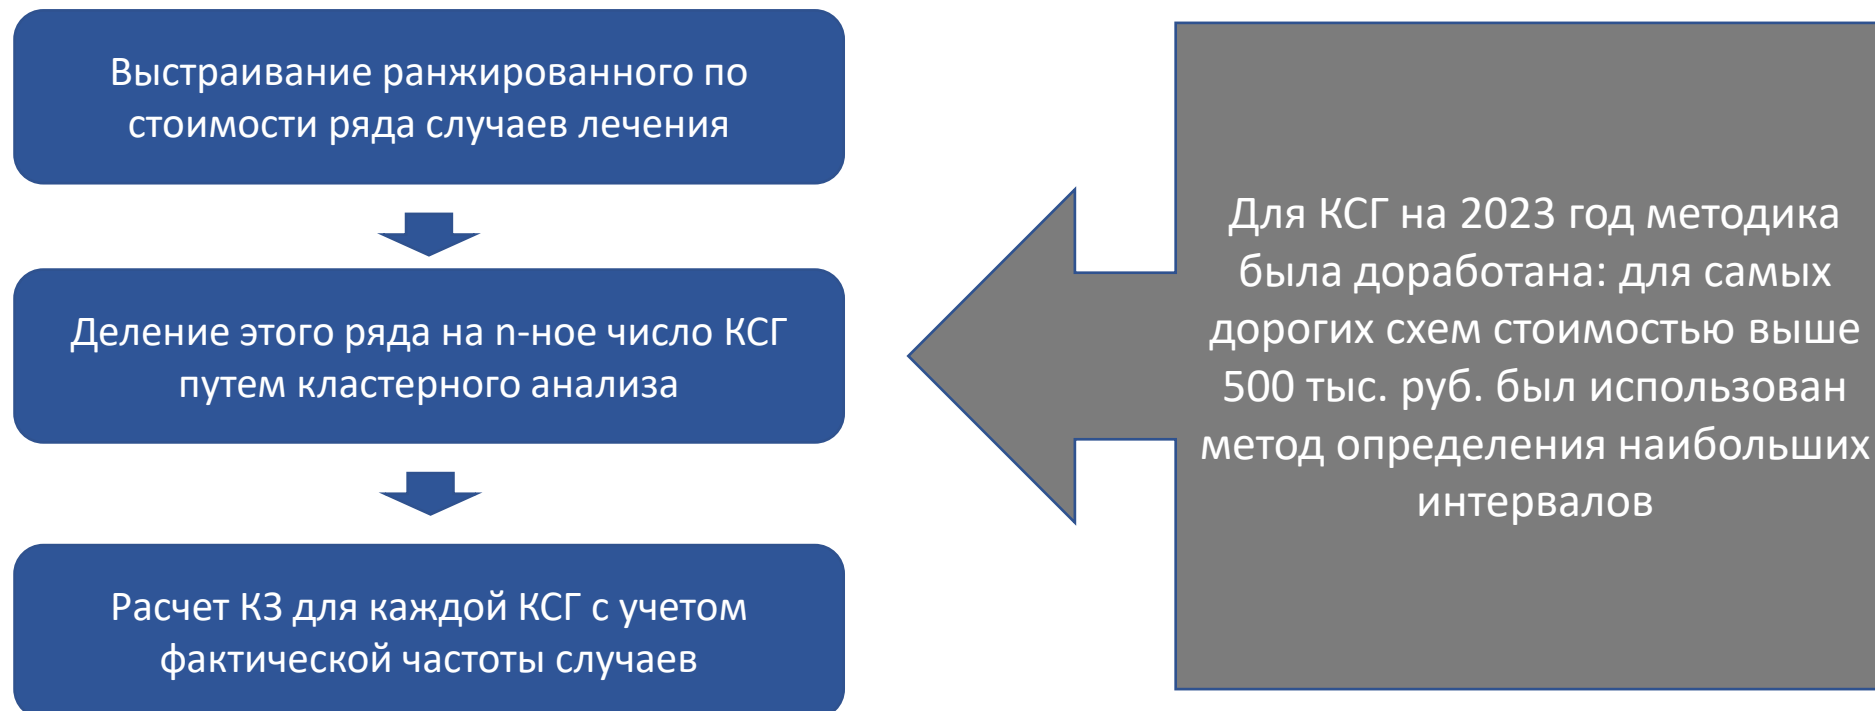 Выстраивание ранжированного по
стоимости ряда случаев лечения
Деление этого ряда на n-ное число КСГ
путем кластерного анализа
Расчет КЗ для каждой КСГ с учетом
фактической частоты случаев
Для КСГ на 2023 год методика
была доработана: для самых
дорогих схем стоимостью выше
500 тыс. руб. был использован
метод определения наибольших
интервалов